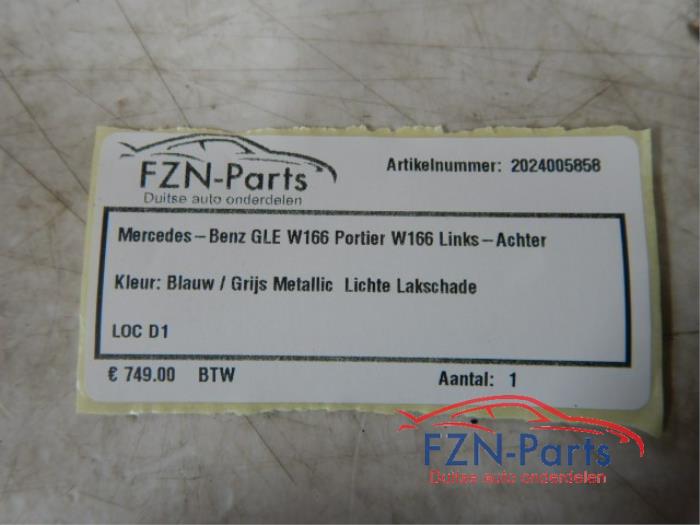 FZN-Parts
Duitse auto onderdelen
Artikelnummer: 2024005858
Mercedes-Benz GLE W166 Portier W166 Links-Achter
Kleur: Blauw / Grijs Metallic Lichte Lakschade
LOC D1
€ 749.00 BTW
Aantal: 1
FZN-Parts
Duitse auto onderdelen